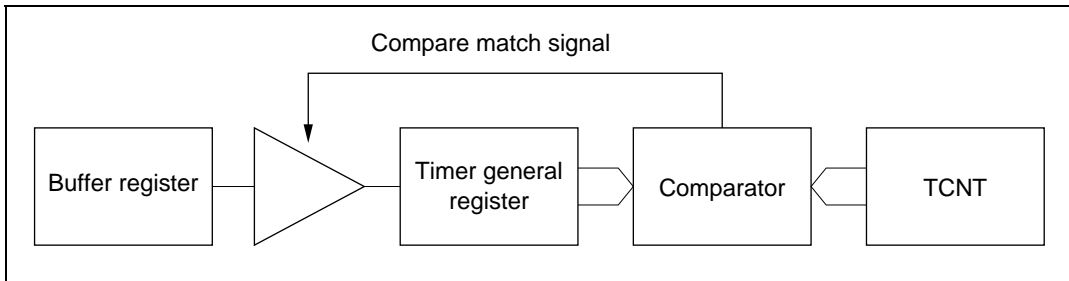 Compare match signal
Buffer register
Timer general
register
Comparator
TCNT